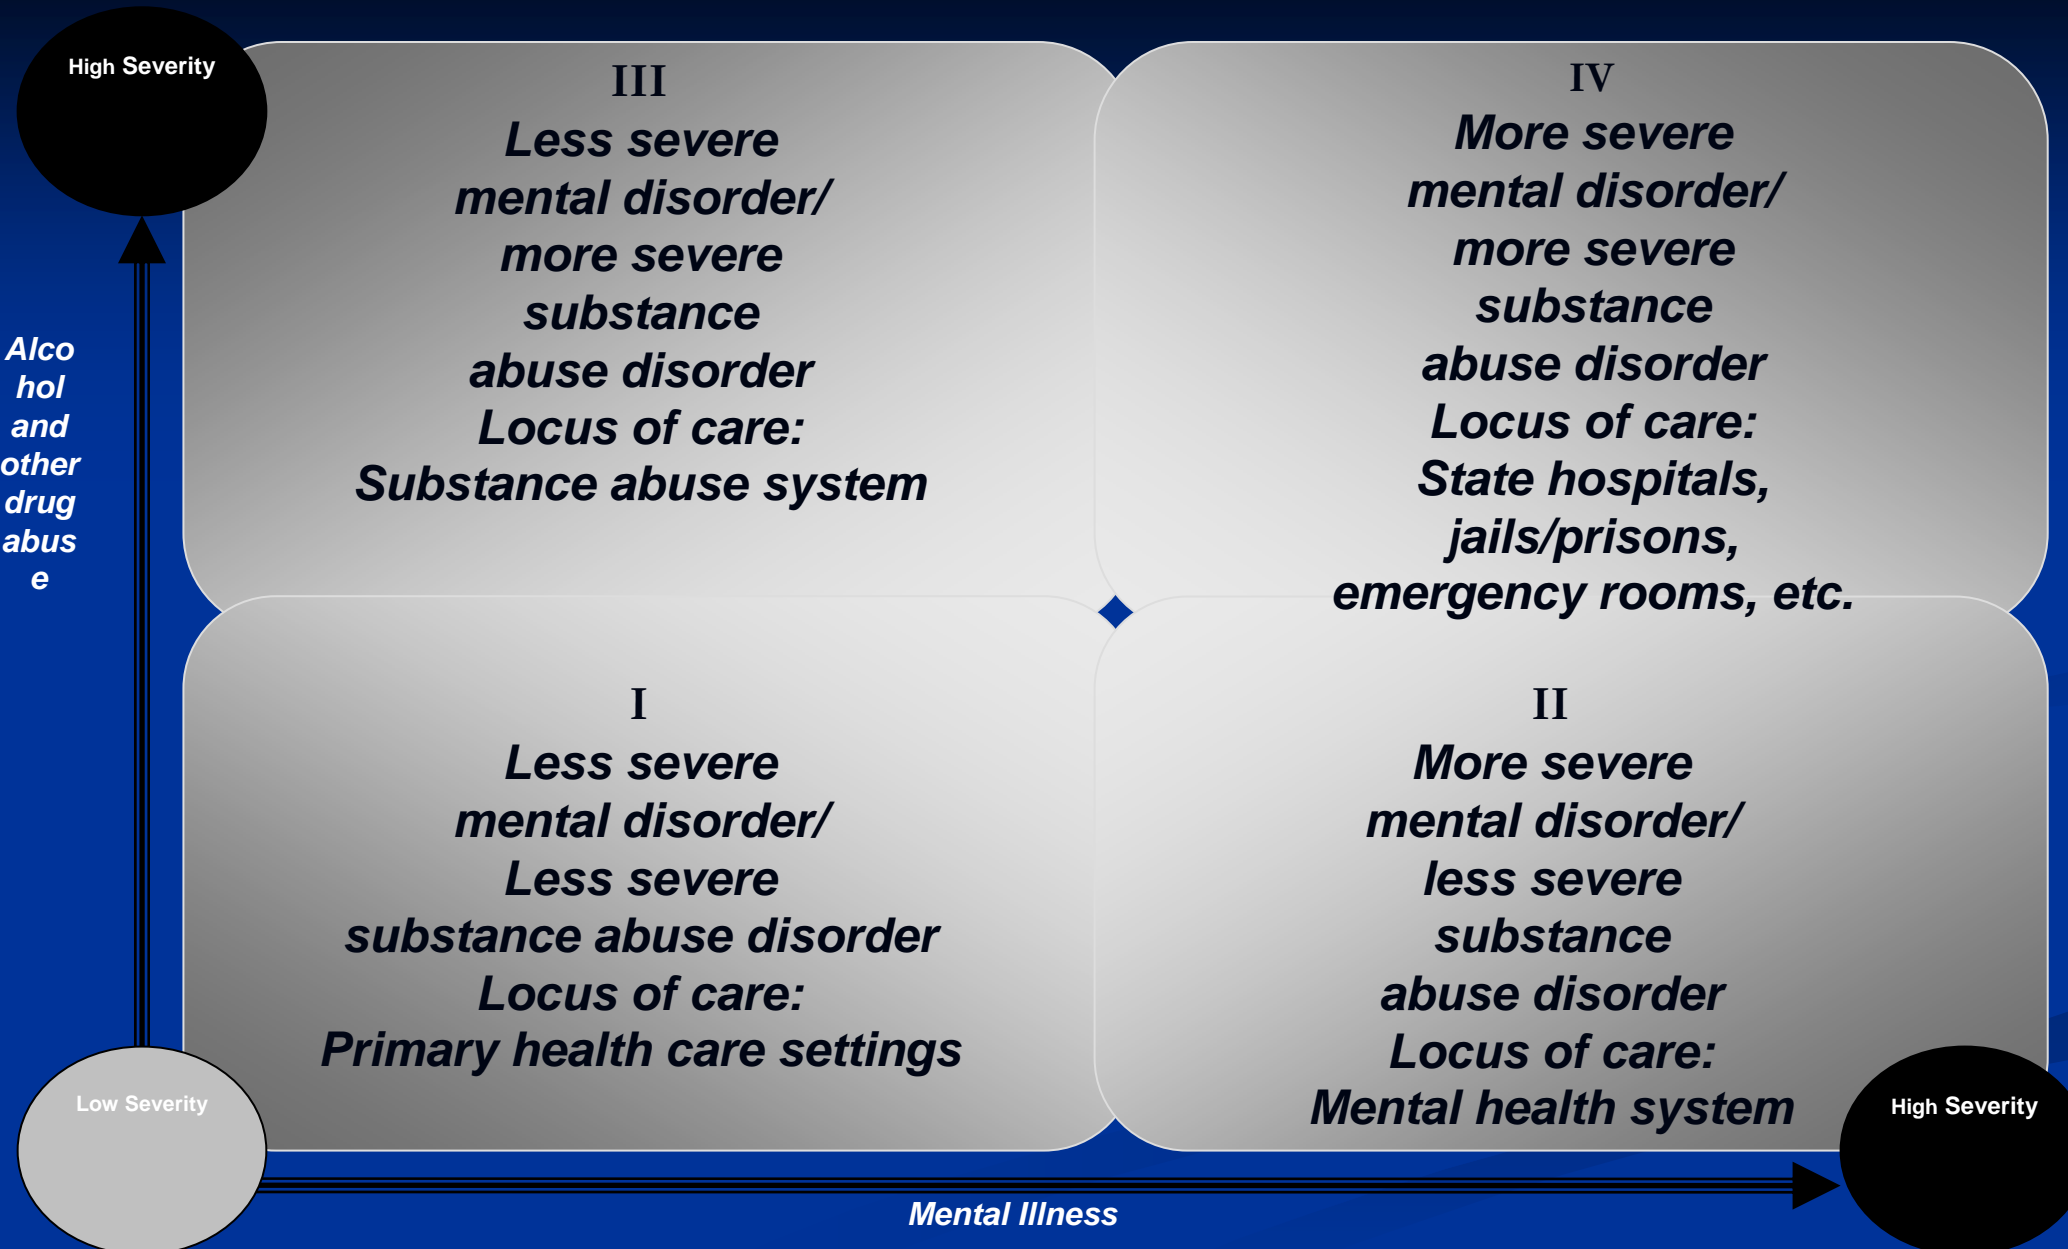 High Severity
III
Less severe
mental disorder/
more severe
substance
abuse disorder
Locus of care:
Substance abuse system
IV
More severe
mental disorder/
more severe
substance
abuse disorder
Locus of care:
State hospitals,
jails/prisons,
emergency rooms, etc.
Alco
hol
and
other
drug
abus
e
I
Less severe
mental disorder/
Less severe
substance abuse disorder
Locus of care:
Primary health care settings
II
More severe
mental disorder/
less severe
substance
abuse disorder
Locus of care:
Mental health system
Low Severity
High Severity
Mental Illness